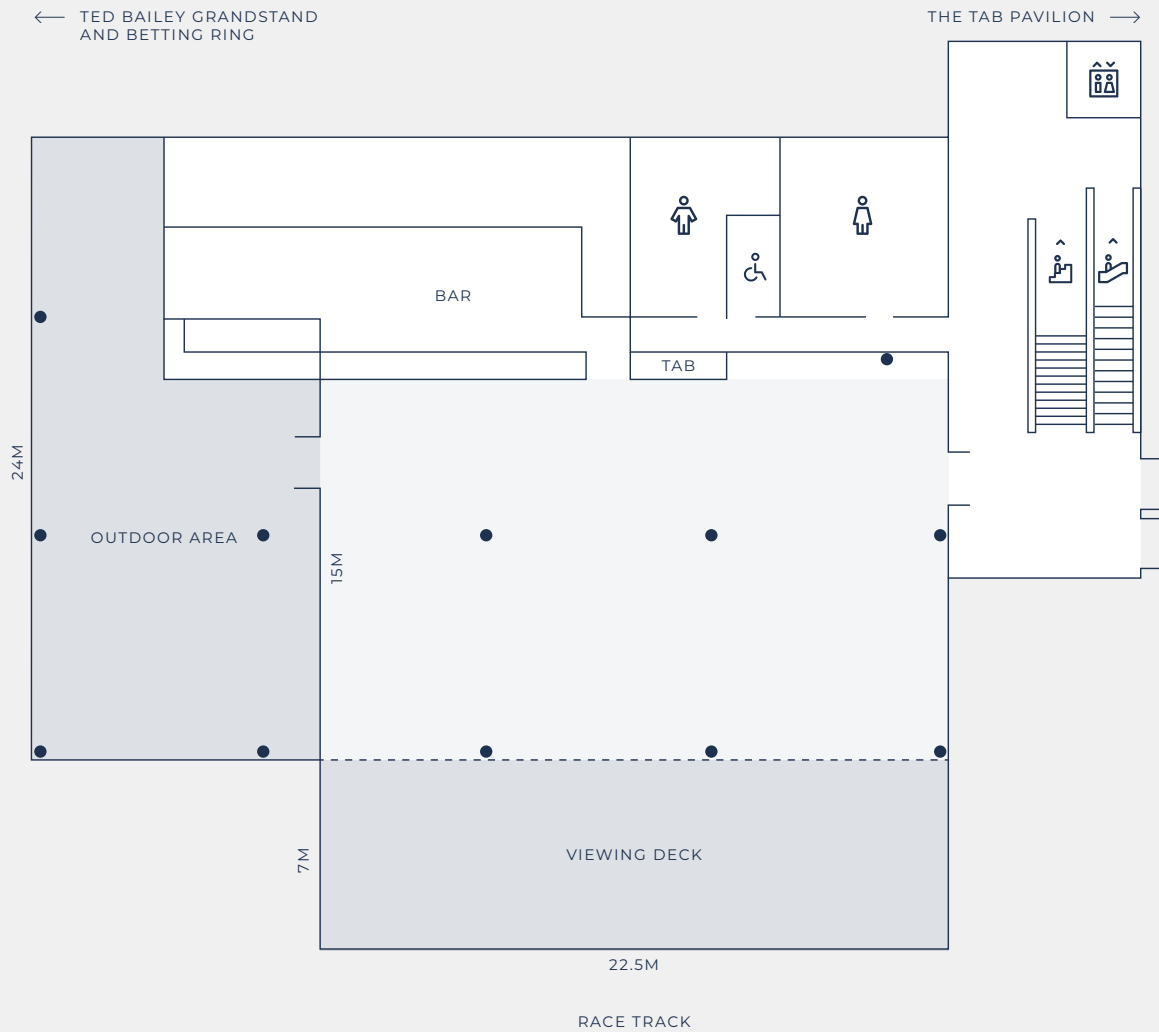 TED BAILEY GRANDSTAND
AND BETTING RING
THE TAB PAVILION
BAR
TAB
24M
OUTDOOR AREA
15M
VIEWING DECK
7M
22.5M
RACE TRACK